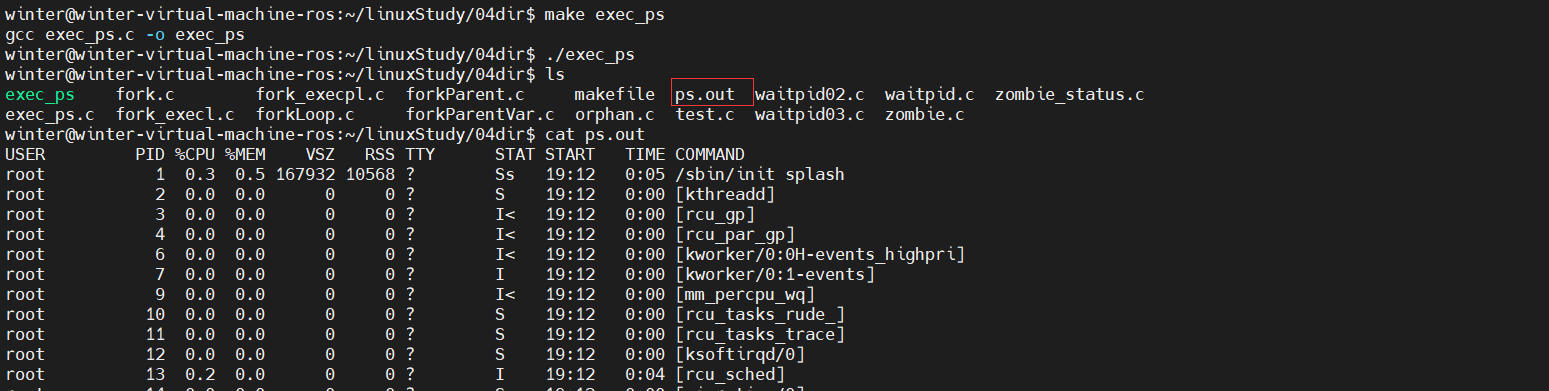 winter@winter-virtual-machine-ros:~/linuxStudy/04dir$ make exec_ps
gcc exec_ps.c -o exec_ps
winter@winter-virtual-machine-ros:~/linuxStudy/04dir$ ./exec_ps
winter@winter-virtual-machine-ros:~/linuxStudy/04dir$ ls
exec_ps    fork.c        fork_execpl.c  forkParent.c     makefile  ps.out  waitpid02.c  waitpid.c  zombie_status.c
exec_ps.c  fork_execl.c  forkLoop.c     forkParentVar.c  orphan.c  test.c  waitpid03.c  zombie.c
winter@winter-virtual-machine-ros:~/linuxStudy/04dir$ cat ps.out
USER         PID %CPU %MEM    VSZ   RSS TTY      STAT START   TIME COMMAND
root           1  0.3  0.5 167932 10568 ?        Ss   19:12   0:05 /sbin/init splash
root           2  0.0  0.0      0     0 ?        S    19:12   0:00 [kthreadd]
root           3  0.0  0.0      0     0 ?        I<   19:12   0:00 [rcu_gp]
root           4  0.0  0.0      0     0 ?        I<   19:12   0:00 [rcu_par_gp]
root           6  0.0  0.0      0     0 ?        I<   19:12   0:00 [kworker/0:0H-events_highpri]
root           7  0.0  0.0      0     0 ?        I    19:12   0:00 [kworker/0:1-events]
root           9  0.0  0.0      0     0 ?        I<   19:12   0:00 [mm_percpu_wq]
root          10  0.0  0.0      0     0 ?        S    19:12   0:00 [rcu_tasks_rude_]
root          11  0.0  0.0      0     0 ?        S    19:12   0:00 [rcu_tasks_trace]
root          12  0.0  0.0      0     0 ?        S    19:12   0:00 [ksoftirqd/0]
root          13  0.2  0.0      0     0 ?        I    19:12   0:04 [rcu_sched]